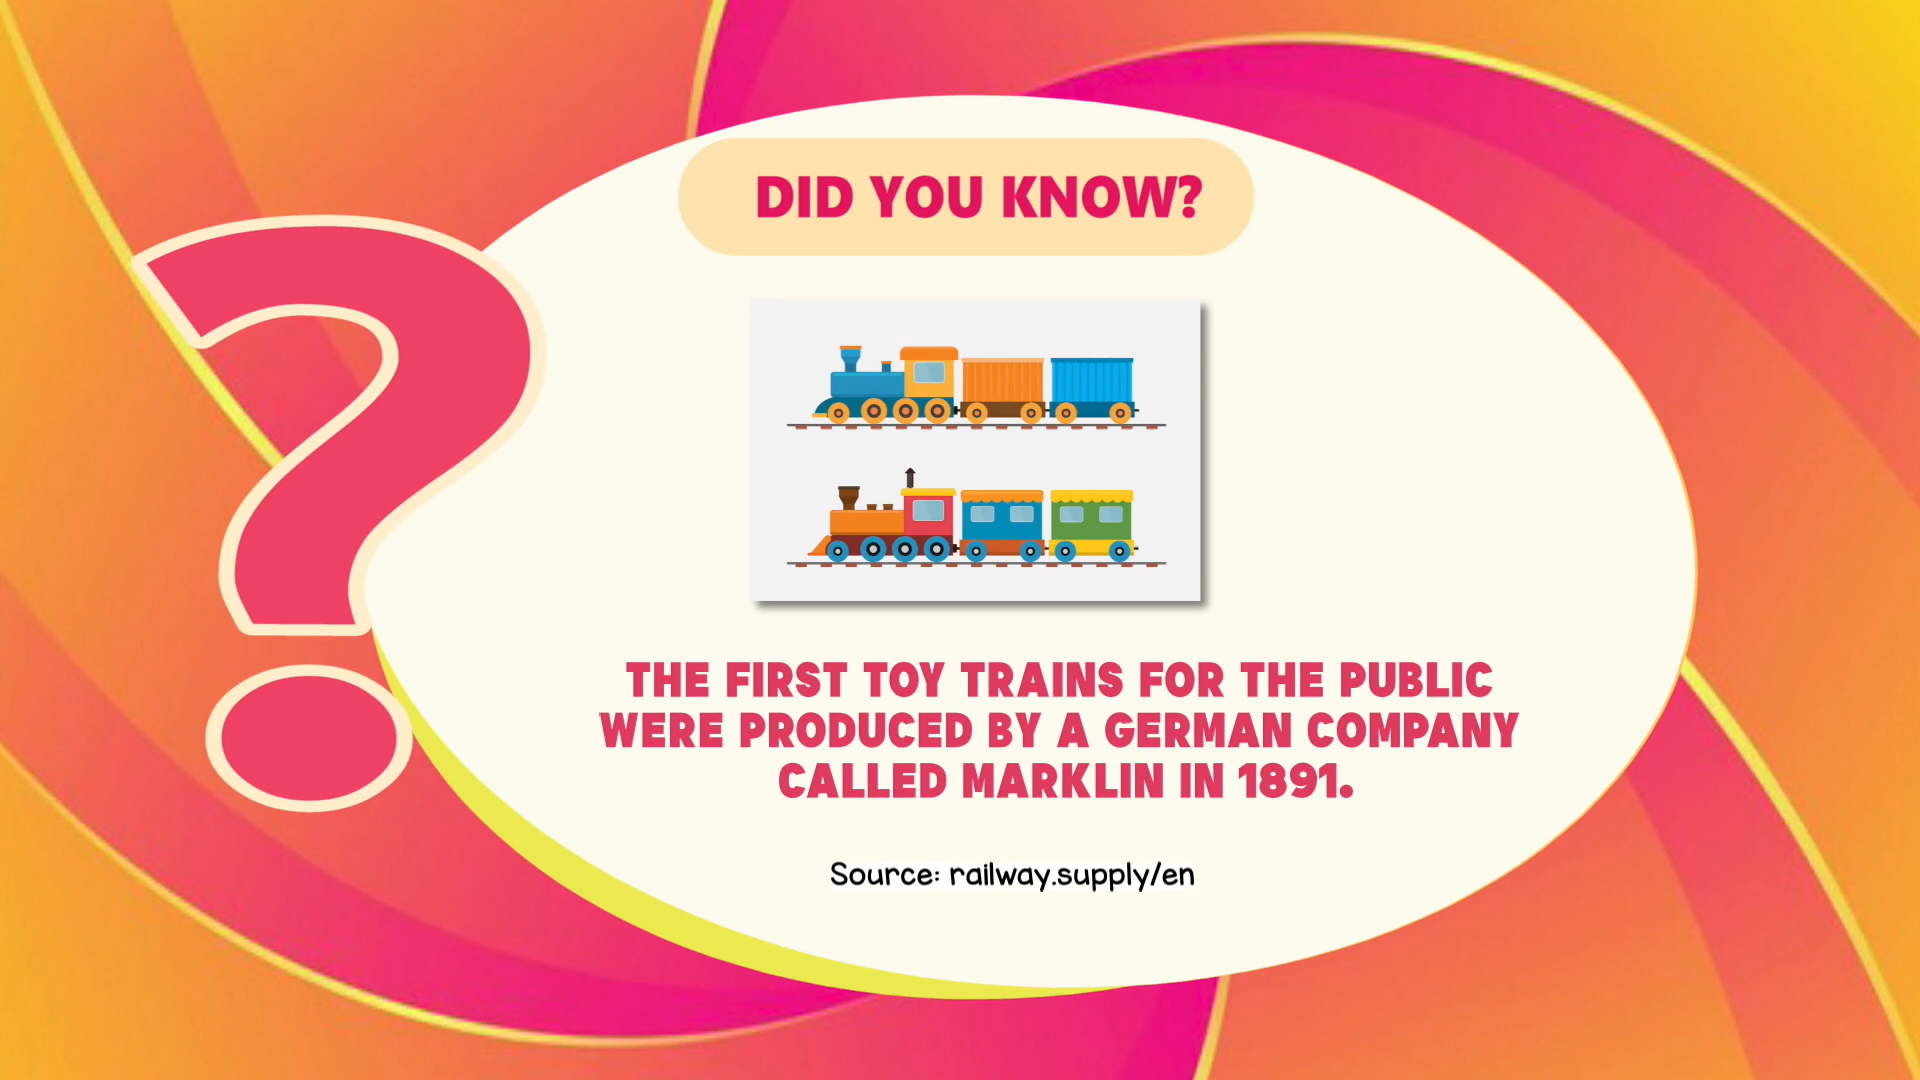 DID YOU KNOW?
THE FIRST TOY TRAINS FOR THE PUBLIC
WERE PRODUCED BY A GERMAN COMPANY
CALLED MARKLIN IN 1891.
Source: railway.supply/en